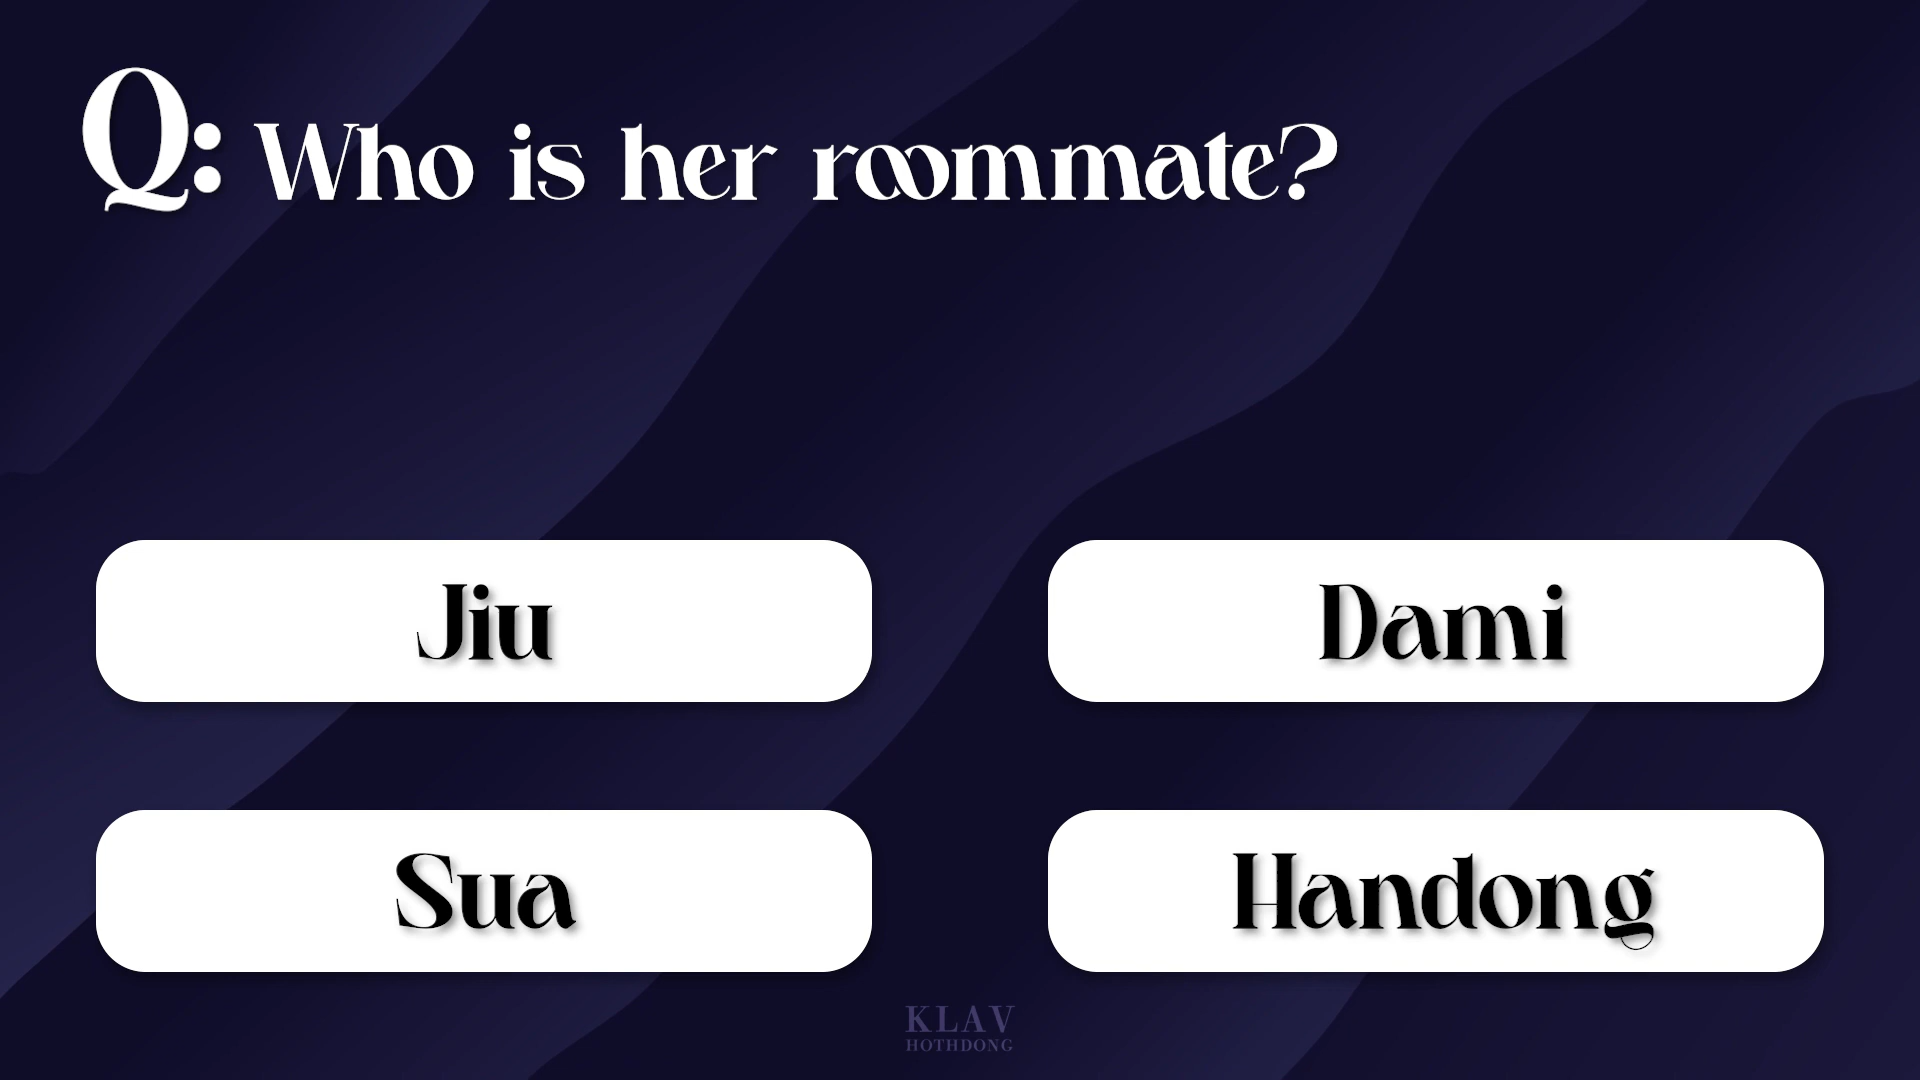 Q: Who is her roommate?
Jiu
Dami
Sua
Handong
KLAV
HOTHDONG